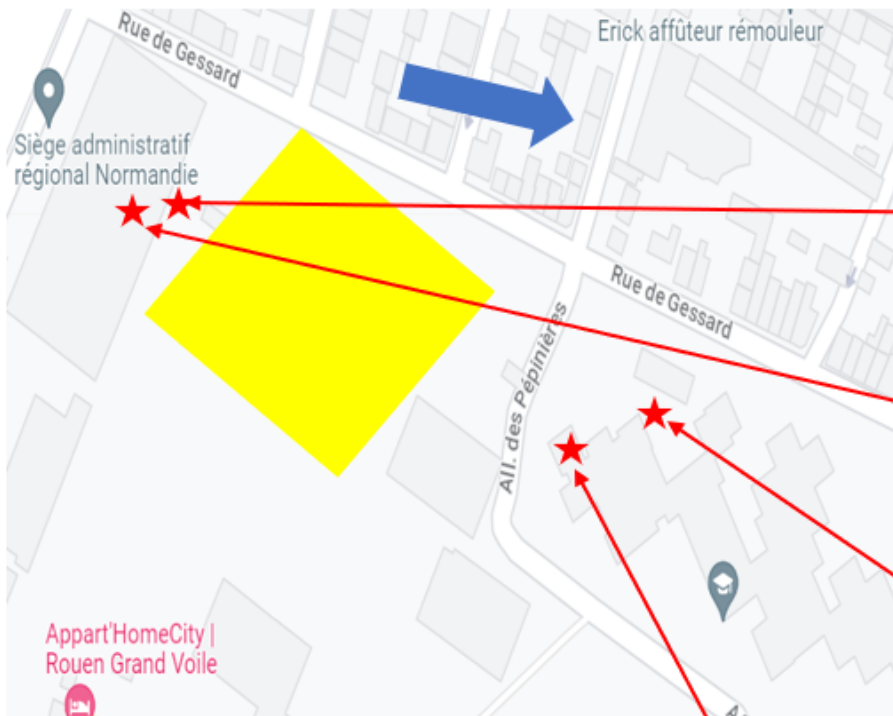 Rue de Gessard
Erick affûteur rémouleur
Siège administratif
régional Normandie
Rue de Gessard
All. des Pépinières
Appart'HomeCity |
Rouen Grand Voile